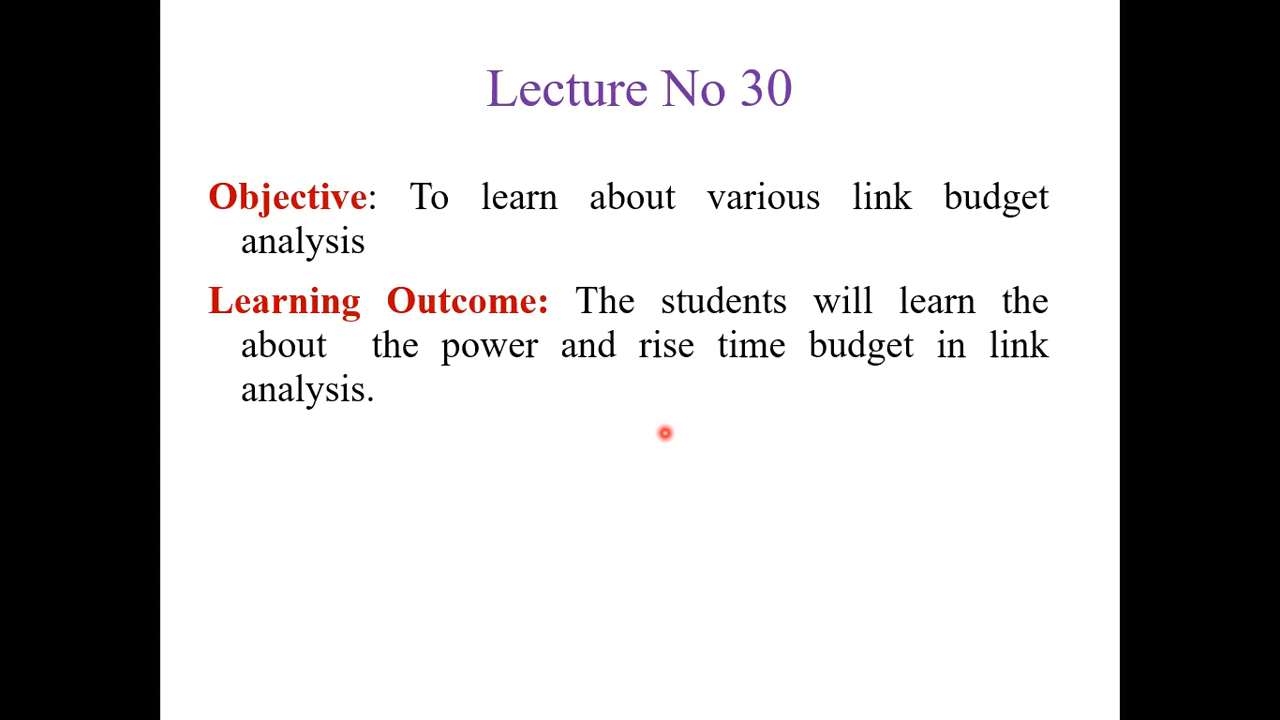 Lecture No 30
Objective: To learn about various link budget
analysis
Learning Outcome: The students will learn the
about the power and rise time budget in link
analysis.